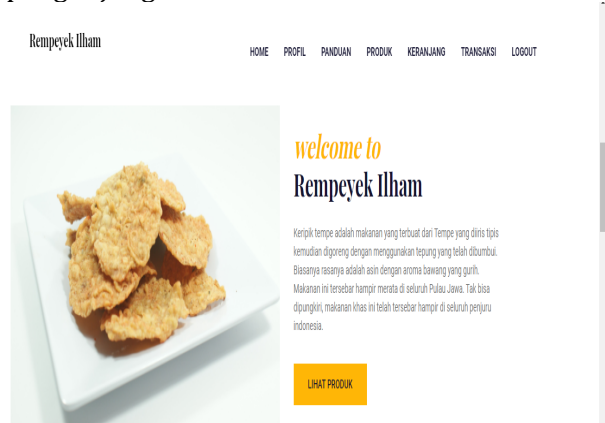 Rempeyek Ilham
HOME PROFIL PANDUAN PRODUK KERANJANG TRANSAKSI LOGOUT
welcome to
Rempeyek Ilham
Keripik tempe adalah makanan yang terbuat dari Tempe yang diiris tipis
kemudian digoreng dengan menggunakan tepung yang telah dibumbui.
Biasanya rasanya adalah asin dengan aroma bawang yang gurih.
Makanan ini tersebar hampir merata di seluruh Pulau Jawa. Tak bisa
dipungkiri, makanan khas ini telah tersebar hampir di seluruh penjuru
indonesia.
LIHAT PRODUK